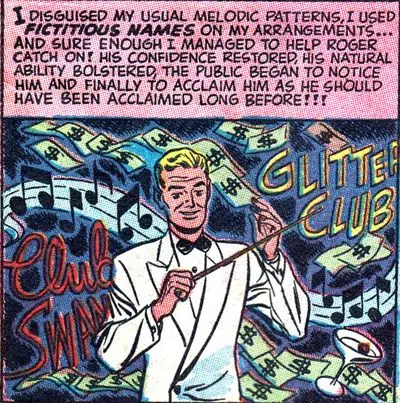 I DISGUISED MY USUAL MELODIC PATTERNS, I USED
FICTITIOUS NAMES ON MY ARRANGEMENTS...
AND SURE ENOUGH I MANAGED TO HELP ROGER
CATCH ON! HIS CONFIDENCE RESTORED, HIS NATURAL
ABILITY BOLSTERED, THE PUBLIC BEGAN TO NOTICE
HIM AND FINALLY TO ACCLAIM HIM AS HE SHOULD
HAVE BEEN ACCLAIMED LONG BEFORE!!!
GLITTER
CLUB
Club
SWAN